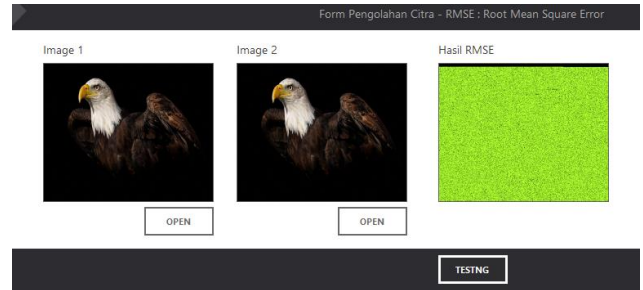 Form Pengolahan Citra - RMSE : Root Mean Square Error
Image 1
Image 2
Hasil RMSE
OPEN
OPEN
TESTNG